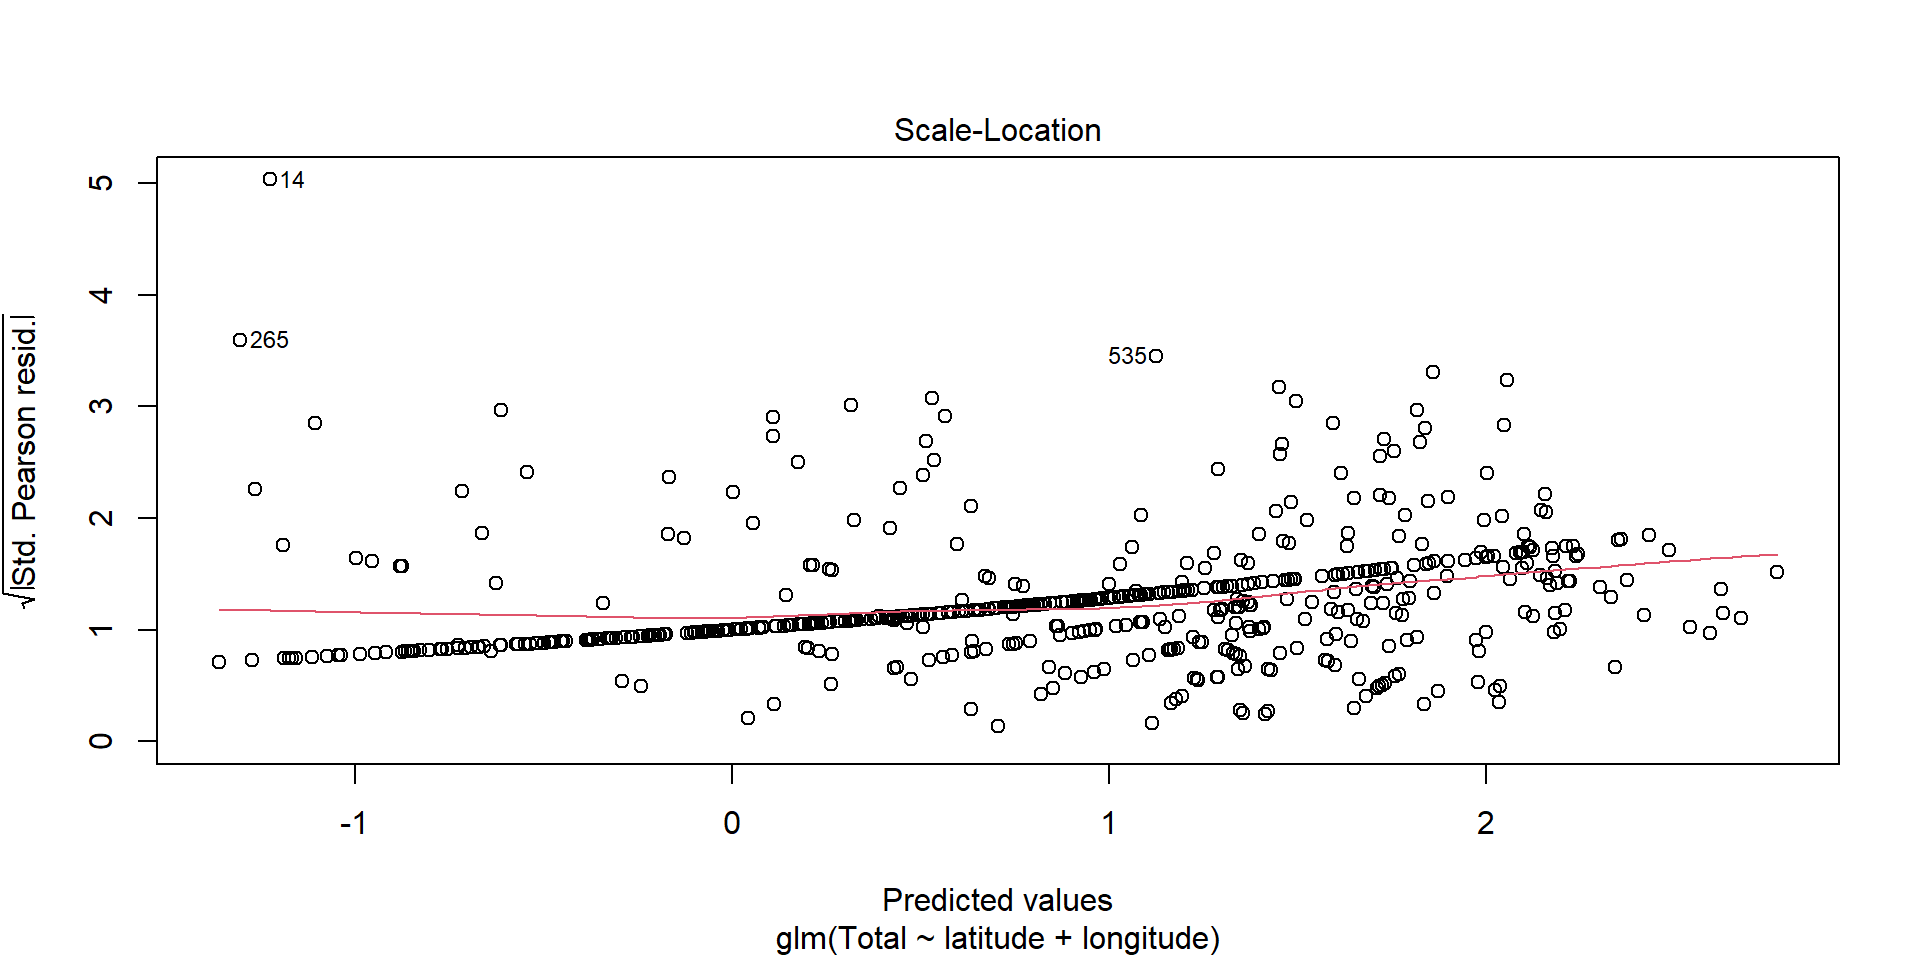 Scale-Location
√|Std. Pearson resid.|
5
4
3
2
1
0
14
265
535
-1 0 1 2
Predicted values
glm(Total ~ latitude + longitude)